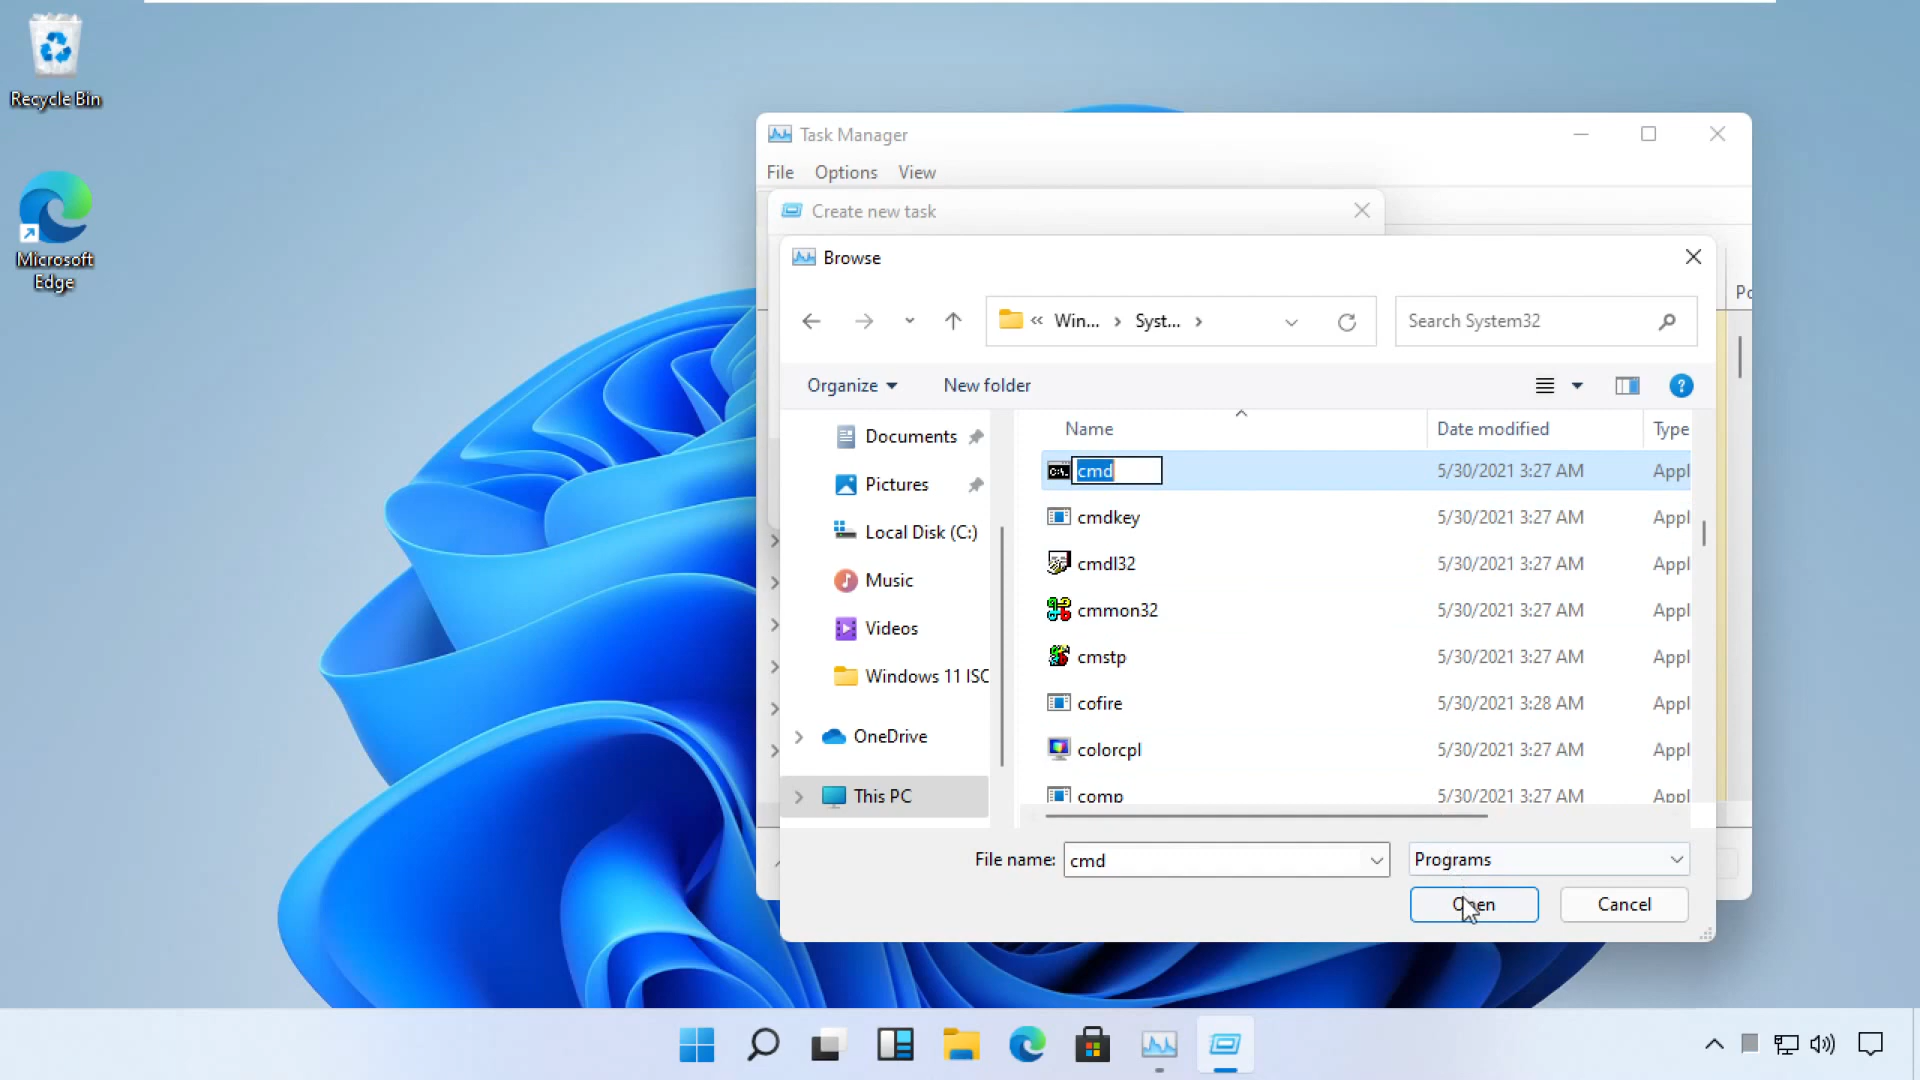 Recycle Bin
Microsoft
Edge
Task Manager
File Options View
Create new task
Browse
« Win... › Syst... ›
Search System32
Organize
New folder
?
Name
Date modified
Type
Documents
Pictures
Local Disk (C:)
Music
Videos
Windows 11 ISO
OneDrive
This PC
cmd 5/30/2021 3:27 AM Appl
cmdkey 5/30/2021 3:27 AM Appl
cmdl32 5/30/2021 3:27 AM Appl
cmmon32 5/30/2021 3:27 AM Appl
cmstp 5/30/2021 3:27 AM Appl
cofire 5/30/2021 3:28 AM Appl
colorcpl 5/30/2021 3:27 AM Appl
comp 5/30/2021 3:27 AM Appl
Po
File name: cmd
Programs
Open
Cancel